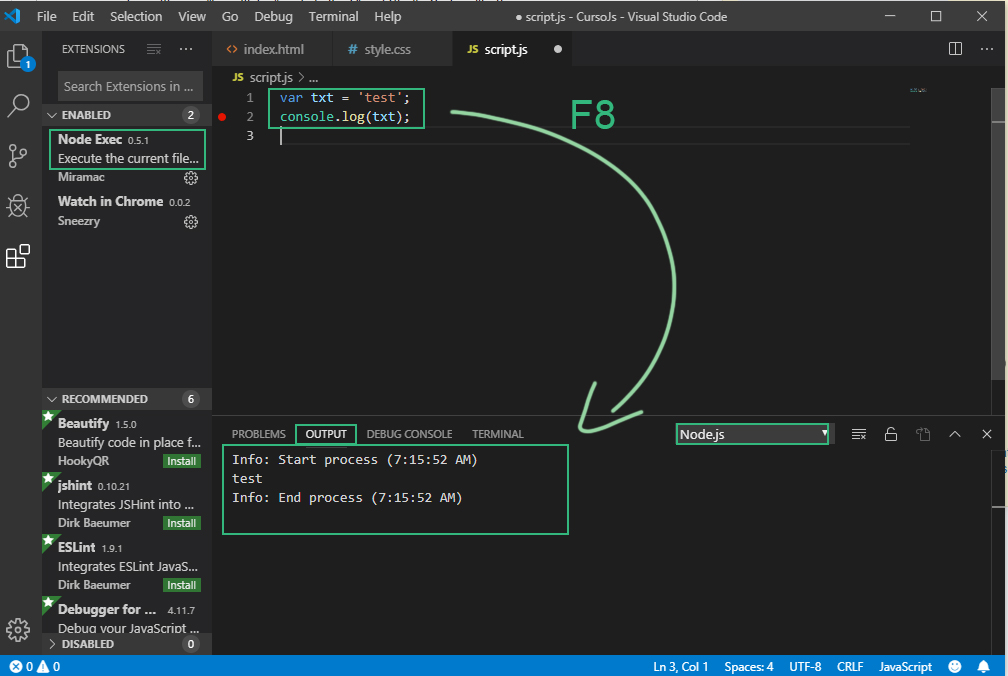 File Edit Selection View Go Debug Terminal Help ● script.js - CursoJs - Visual Studio Code
EXTENSIONS
index.html
# style.css
JS script.js
1
Search Extensions in ...
ENABLED 2
Node Exec 0.5.1
Execute the current file...
Miramac
Watch in Chrome 0.0.2
Sneezry
JS script.js > ...
1 var txt = 'test';
2 console.log(txt);
3
F8
RECOMMENDED 6
Beautify 1.5.0
Beautify code in place f...
HookyQR Install
jshint 0.10.21
Integrates JSHint into ...
Dirk Baeumer Install
ESLint 1.9.1
Integrates ESLint JavaS...
Dirk Baeumer Install
Debugger for ... 4.11.7
Debug your JavaScript ...
DISABLED 0
PROBLEMS OUTPUT DEBUG CONSOLE TERMINAL Node.js
Info: Start process (7:15:52 AM)
test
Info: End process (7:15:52 AM)
0 0 Ln 3, Col 1 Spaces: 4 UTF-8 CRLF JavaScript